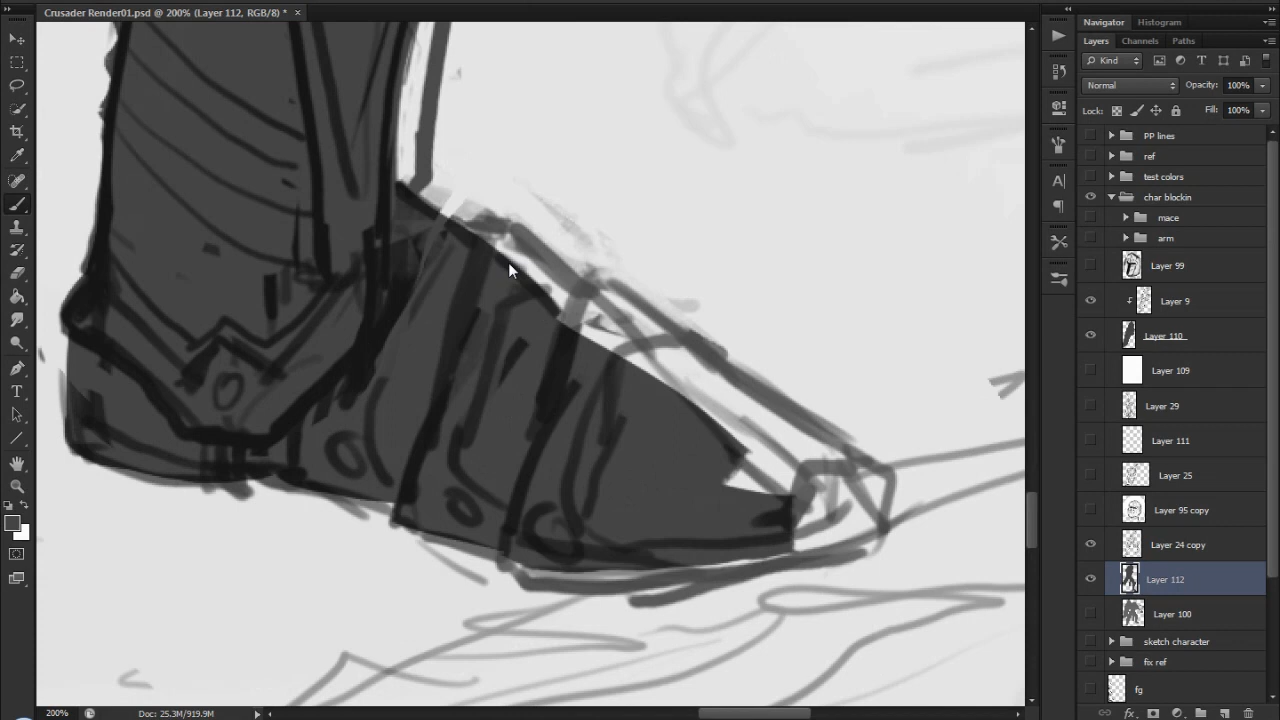 Crusader Render01.psd @ 200% (Layer 112, RGB/8) *
Navigator Histogram
Layers Channels Paths
Kind
Normal Opacity: 100%
Lock: Fill: 100%
PP lines
ref
test colors
char blockin
mace
arm
Layer 99
Layer 9
Layer 110
Layer 109
Layer 29
Layer 111
Layer 25
Layer 95 copy
Layer 24 copy
Layer 112
Layer 100
sketch character
fix ref
fg
200% Doc: 25.3M/919.9M